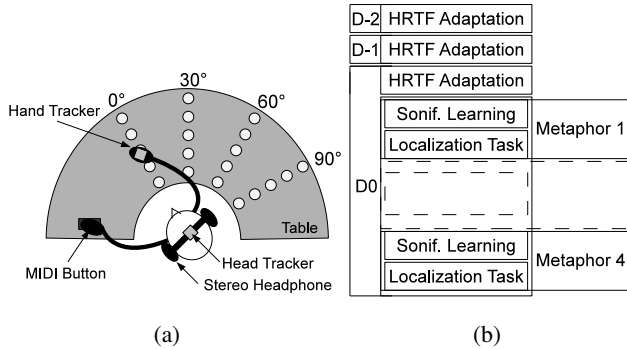 0°
30°
60°
90°
Hand Tracker
Table
MIDI Button
Head Tracker
Stereo Headphone
(a)
D-2 HRTF Adaptation
D-1 HRTF Adaptation
D0
HRTF Adaptation
Sonif. Learning
Localization Task
Metaphor 1
Sonif. Learning
Localization Task
Metaphor 4
(b)